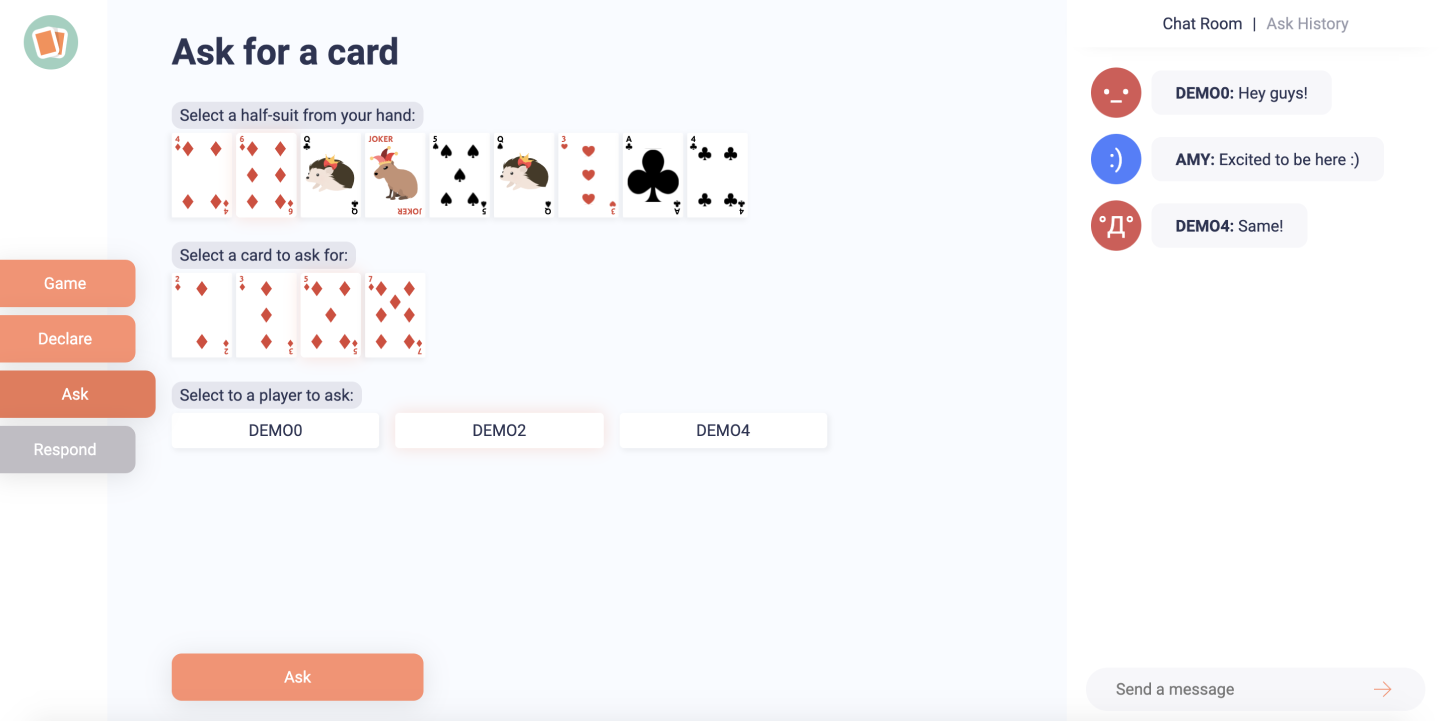 Ask for a card
Select a half-suit from your hand:
4 6 Q JOKER 5 Q 3 A 4
4 6 Q JOKER 5 Q 3 A 4
Select a card to ask for:
2 3 5 7
2 3 5 7
Select to a player to ask:
DEMO0 DEMO2 DEMO4
Ask
Game
Declare
Ask
Respond
Chat Room | Ask History
DEMO0: Hey guys!
:) AMY: Excited to be here :)
°Д° DEMO4: Same!
Send a message